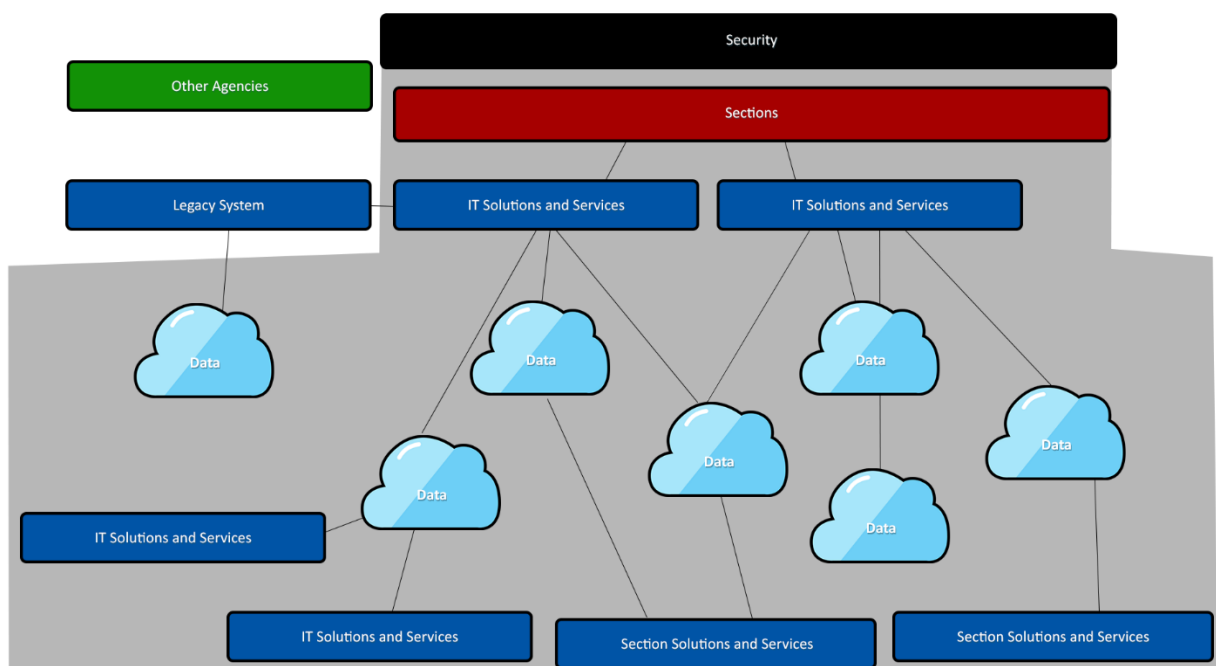 Security
Other Agencies
Sections
Legacy System
IT Solutions and Services
IT Solutions and Services
Data
Data
Data
Data
Data
Data
Data
IT Solutions and Services
IT Solutions and Services
Section Solutions and Services
Section Solutions and Services